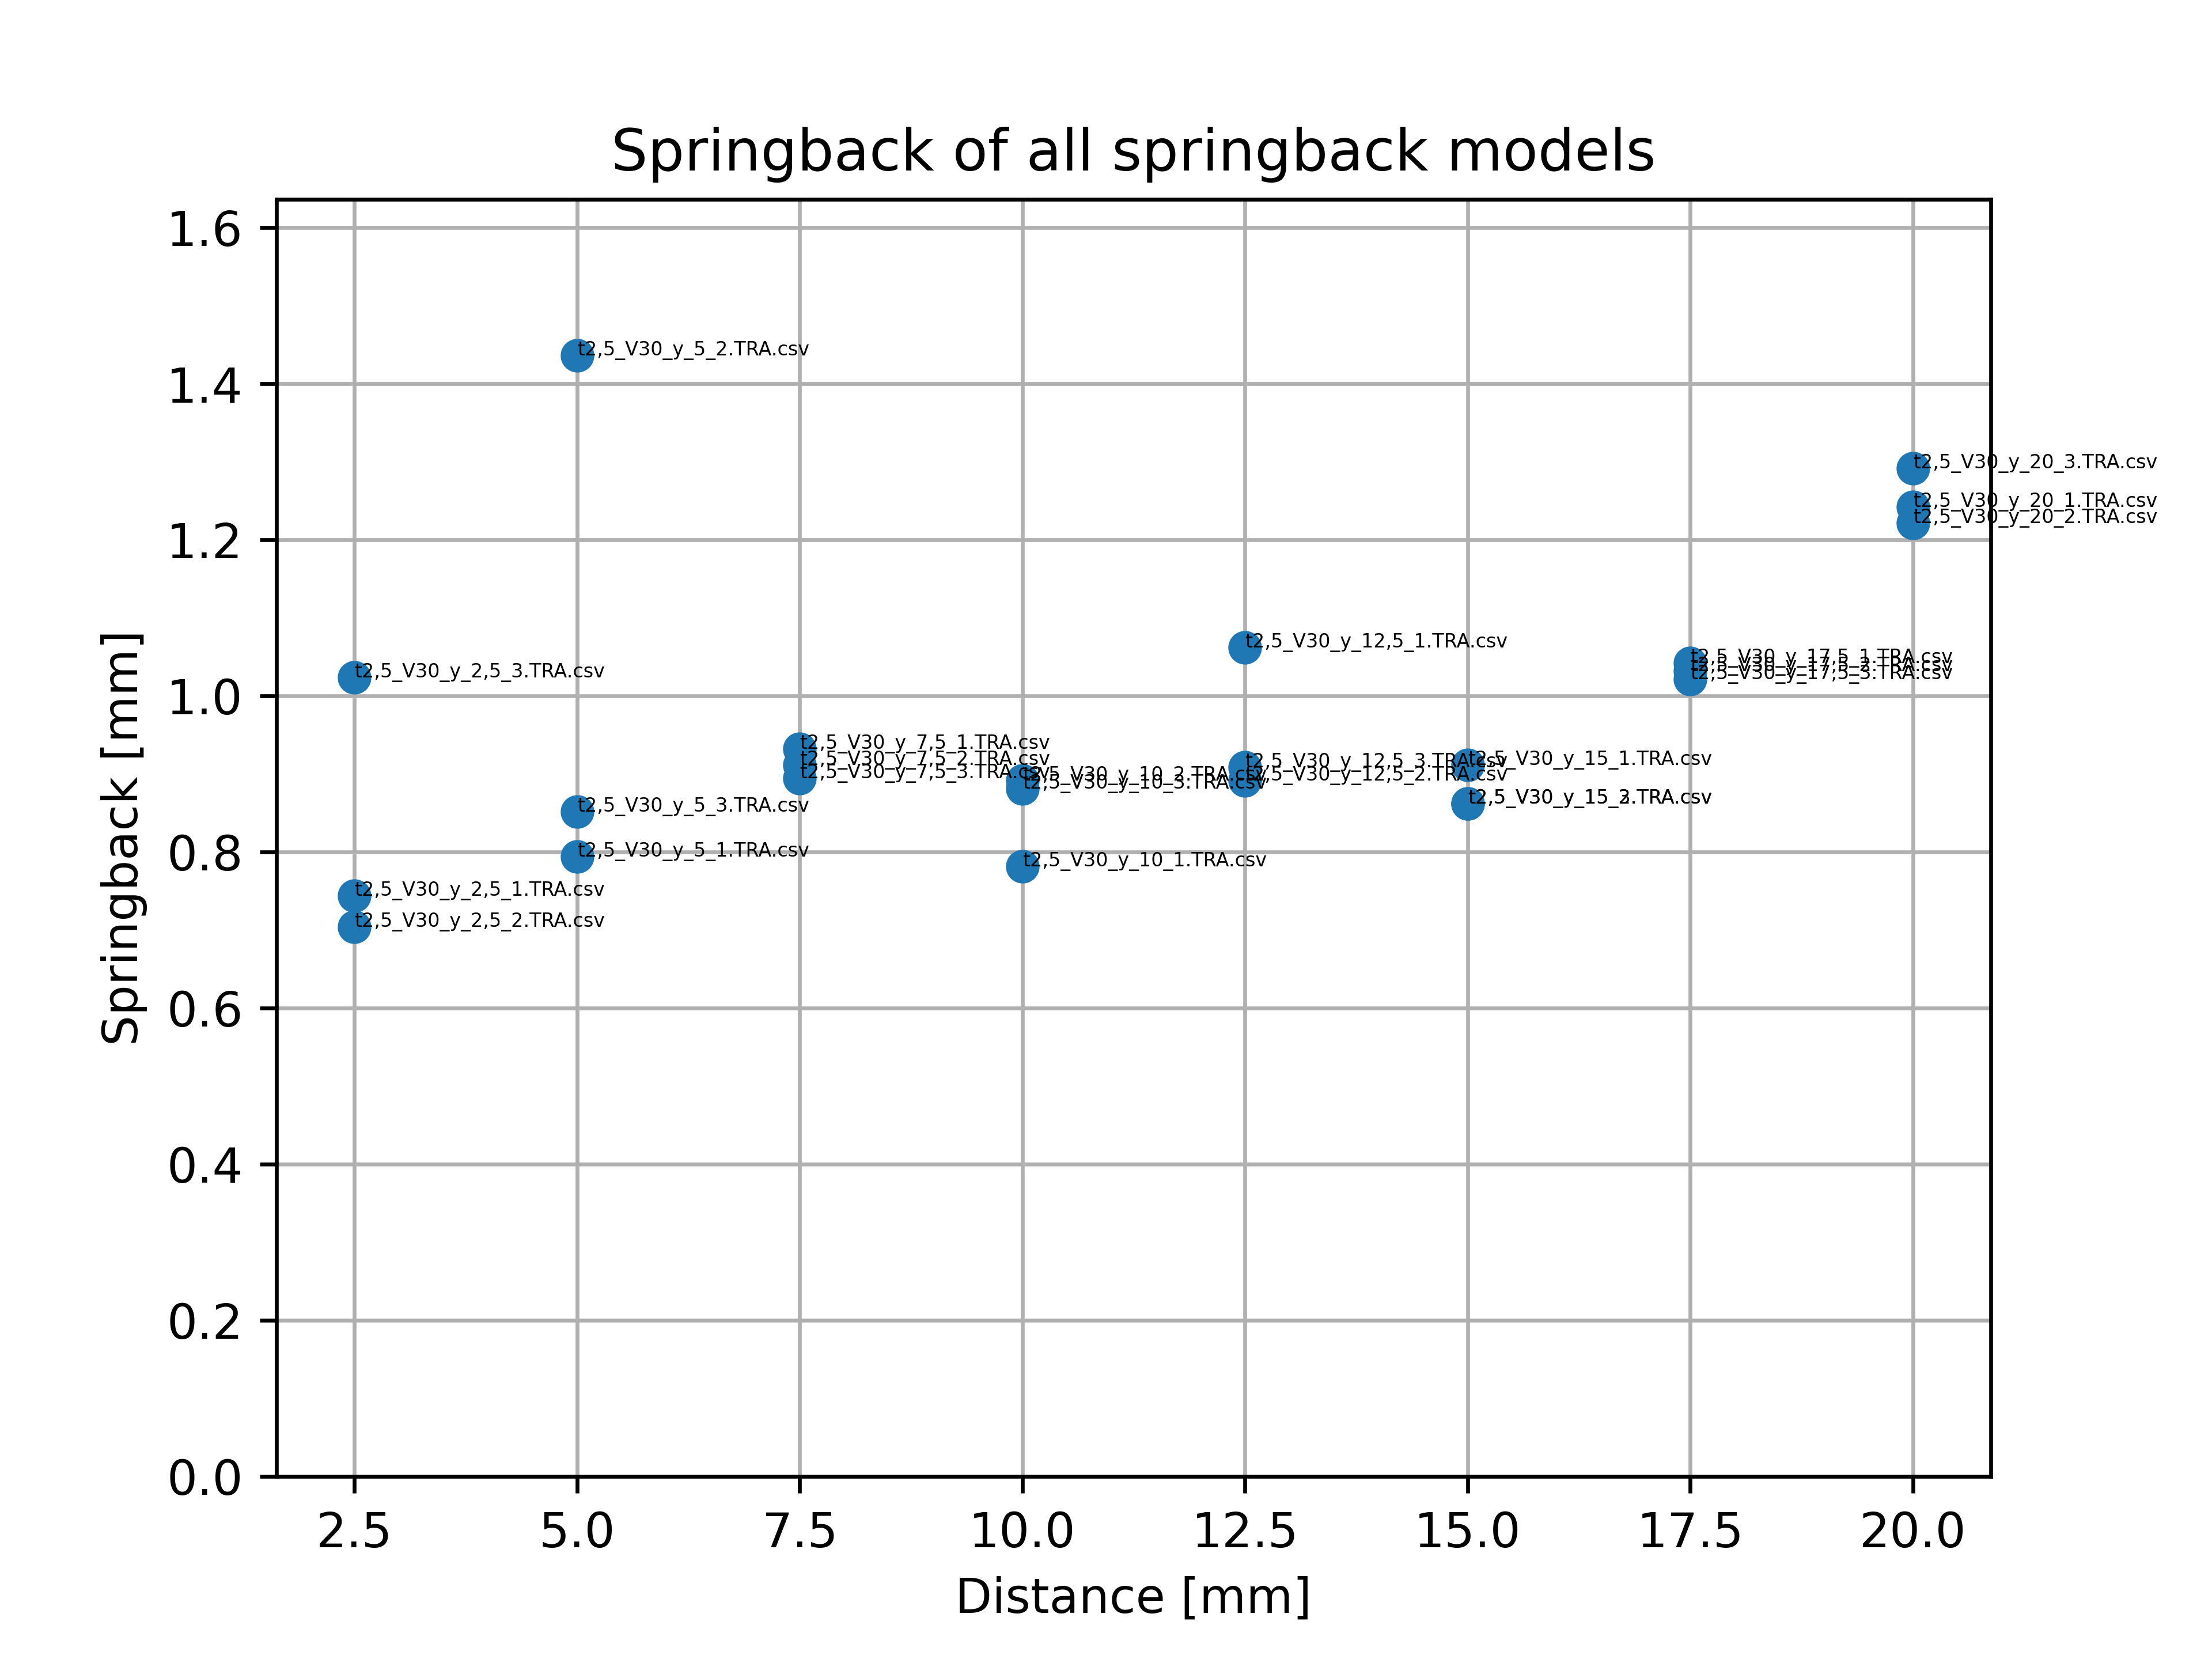 Springback of all springback models
1.6
1.4
1.2
1.0
0.8
0.6
0.4
0.2
0.0
Springback [mm]
t2,5_V30_y_5_2.TRA.csv
t2,5_V30_y_20_3.TRA.csv
t2,5_V30_y_20_1.TRA.csv
t2,5_V30_y_20_2.TRA.csv
t2,5_V30_y_12,5_1.TRA.csv
t2,5_V30_y_17,5_1.TRA.csv
t2,5_V30_y_17,5_3.TRA.csv
t2,5_V30_y_2,5_3.TRA.csv
t2,5_V30_y_7,5_1.TRA.csv
t2,5_V30_y_7,5_2.TRA.csv
t2,5_V30_y_7,5_3.TRA.csv
t2,5_V30_y_10_2.TRA.csv
t2,5_V30_y_10_3.TRA.csv
t2,5_V30_y_12,5_3.TRA.csv
t2,5_V30_y_12,5_2.TRA.csv
t2,5_V30_y_15_1.TRA.csv
t2,5_V30_y_5_3.TRA.csv
t2,5_V30_y_5_1.TRA.csv
t2,5_V30_y_10_1.TRA.csv
t2,5_V30_y_2,5_1.TRA.csv
t2,5_V30_y_2,5_2.TRA.csv
2.5 5.0 7.5 10.0 12.5 15.0 17.5 20.0
Distance [mm]